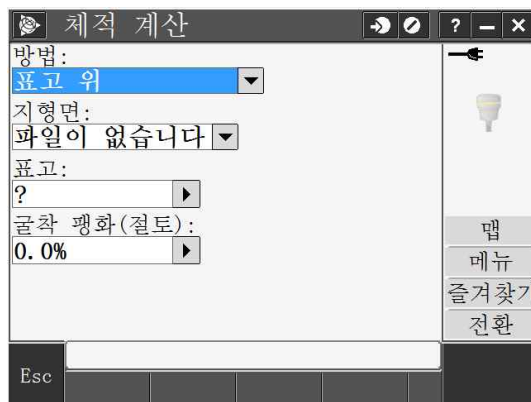 체적 계산
?
방법:
표고 위
지형면:
파일이 없습니다
표고:
?
굴착 팽화(절토):
0.0%
맵
메뉴
즐겨찾기
전환
Esc